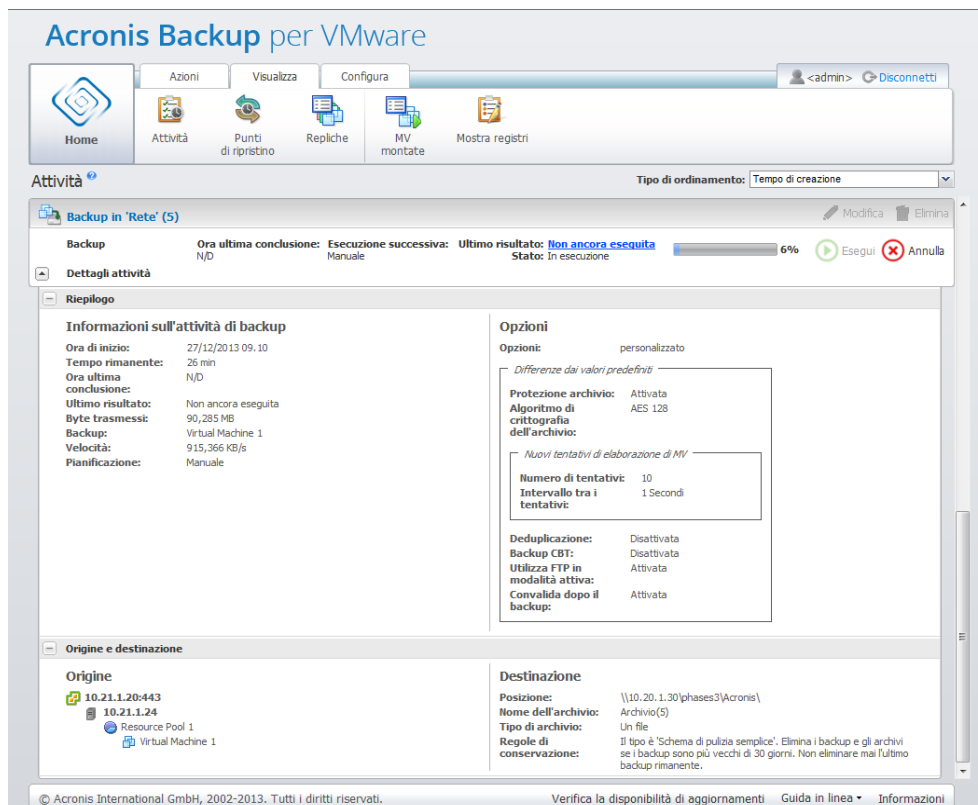 Acronis Backup per VMware
Azioni
Visualizza
Configura
<admin> Disconnetti
Home
Attività
Punti di ripristino
Repliche
MV montate
Mostra registri
Attività
Tipo di ordinamento: Tempo di creazione
Backup in 'Rete' (5)
Modifica Elimina
Backup
Ora ultima conclusione: N/D
Esecuzione successiva: Manuale
Ultimo risultato: Non ancora eseguita
Stato: In esecuzione
6%
Esegui Annulla
Dettagli attività
Riepilogo
Informazioni sull'attività di backup
Ora di inizio: 27/12/2013 09.10
Tempo rimanente: 26 min
Ora ultima conclusione: N/D
Ultimo risultato: Non ancora eseguita
Byte trasmessi: 90,285 MB
Backup: Virtual Machine 1
Velocità: 915,366 KB/s
Pianificazione: Manuale
Opzioni
Opzioni: personalizzato
Differenze dai valori predefiniti
Protezione archivio: Attivata
Algoritmo di crittografia dell'archivio: AES 128
Nuovi tentativi di elaborazione di MV
Numero di tentativi: 10
Intervallo tra i tentativi: 1 Secondi
Deduplicazione: Disattivata
Backup CBT: Disattivata
Utilizza FTP in modalità attiva: Attivata
Convalida dopo il backup: Attivata
Origine e destinazione
Origine
10.21.1.20:443
10.21.1.24
Resource Pool 1
Virtual Machine 1
Destinazione
Posizione: \\10.20.1.30\phases3\Acronis\
Nome dell'archivio: Archivio(5)
Tipo di archivio: Un file
Regole di conservazione: Il tipo è 'Schema di pulizia semplice'. Elimina i backup e gli archivi
se i backup sono più vecchi di 30 giorni. Non eliminare mai l'ultimo
backup rimanente.
© Acronis International GmbH, 2002-2013. Tutti i diritti riservati.
Verifica la disponibilità di aggiornamenti Guida in linea Informazioni